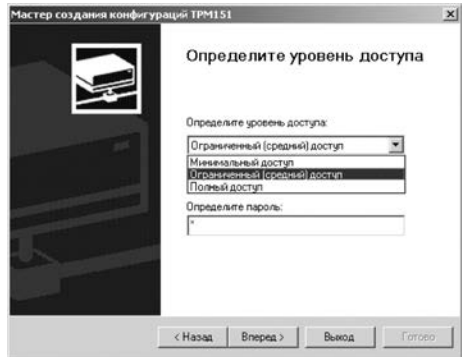 Мастер создания конфигураций ТРМ151
Определите уровень доступа
Определите уровень доступа:
Ограниченный (средний) доступ
Минимальный доступ
Ограниченный (средний) доступ
Полный доступ
Определите пароль:
*
< Назад
Вперед >
Выход
Готово